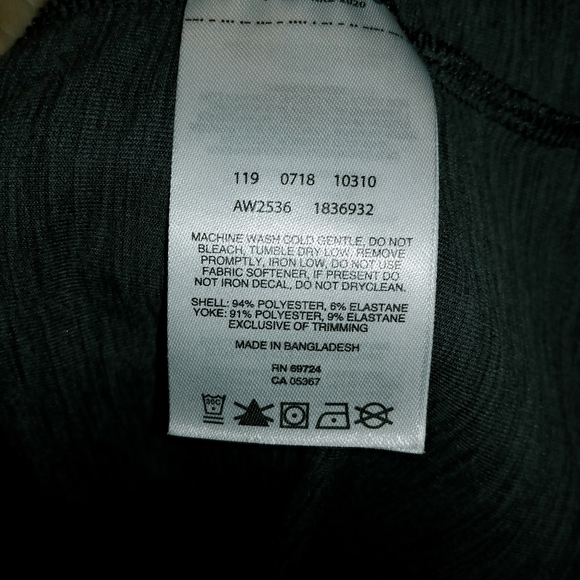 2020
119 0718 10310
AW2536 1836932
MACHINE WASH COLD GENTLE, DO NOT
BLEACH, TUMBLE DRY LOW, REMOVE
PROMPTLY, IRON LOW, DO NOT USE
FABRIC SOFTENER, IF PRESENT DO
NOT IRON DECAL, DO NOT DRYCLEAN.
SHELL: 94% POLYESTER, 6% ELASTANE
YOKE: 91% POLYESTER, 9% ELASTANE
EXCLUSIVE OF TRIMMING
MADE IN BANGLADESH
RN 69724
CA 05367
30C